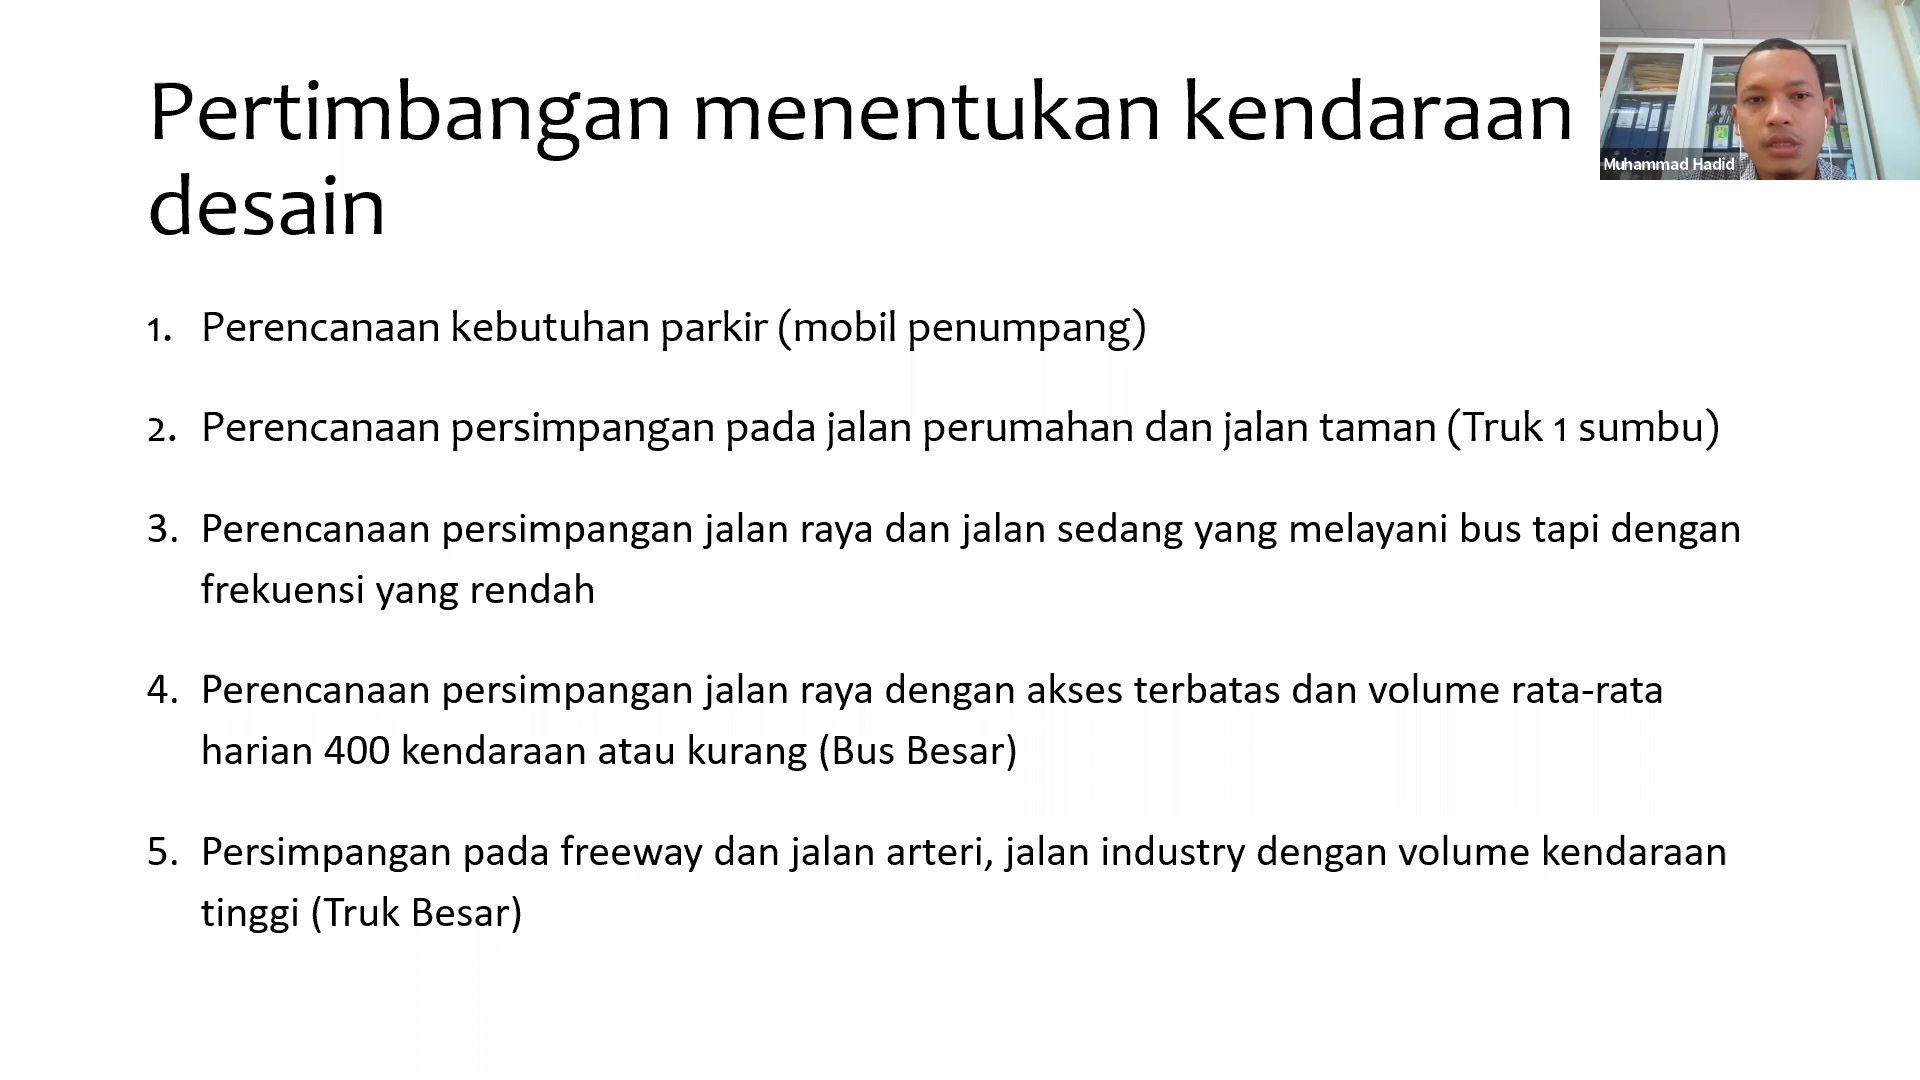 Pertimbangan menentukan kendaraan
desain
Muhammad Hadid
1. Perencanaan kebutuhan parkir (mobil penumpang)
2. Perencanaan persimpangan pada jalan perumahan dan jalan taman (Truk 1 sumbu)
3. Perencanaan persimpangan jalan raya dan jalan sedang yang melayani bus tapi dengan
frekuensi yang rendah
4. Perencanaan persimpangan jalan raya dengan akses terbatas dan volume rata-rata
harian 400 kendaraan atau kurang (Bus Besar)
5. Persimpangan pada freeway dan jalan arteri, jalan industry dengan volume kendaraan
tinggi (Truk Besar)